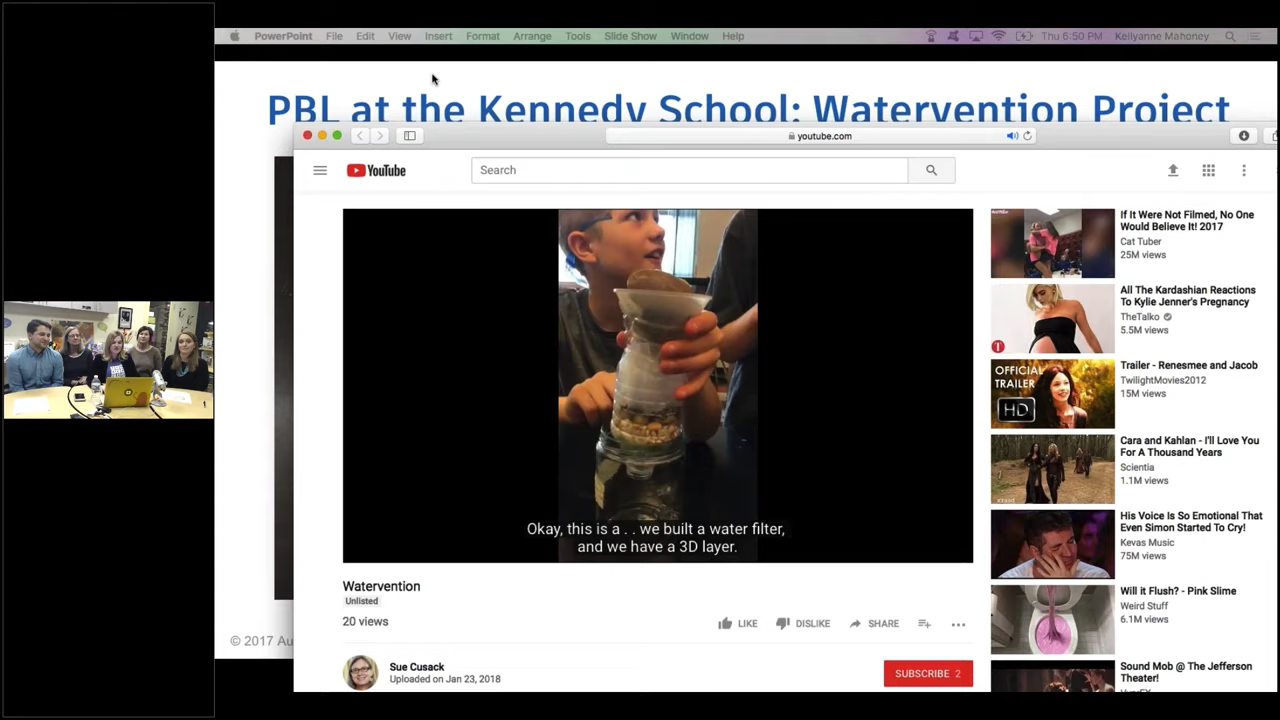 PowerPoint File Edit View Insert Format Arrange Tools Slide Show Window Help Thu 6:50 PM Kellyanne Mahoney
PBL at the Kennedy School: Watervention Project
youtube.com
YouTube
Search
Okay, this is a . . we built a water filter,
and we have a 3D layer.
Watervention
Unlisted
20 views
LIKE DISLIKE SHARE
Sue Cusack
Uploaded on Jan 23, 2018
SUBSCRIBE 2
© 2017 Au
If It Were Not Filmed, No One
Would Believe It! 2017
Cat Tuber
25M views
All The Kardashian Reactions
To Kylie Jenner's Pregnancy
TheTalko
5.5M views
OFFICIAL
TRAILER
HD
Trailer - Renesmee and Jacob
TwilightMovies2012
15M views
Cara and Kahlan - I'll Love You
For A Thousand Years
Scientia
1.1M views
His Voice Is So Emotional That
Even Simon Started To Cry!
Kevas Music
75M views
Will it Flush? - Pink Slime
Weird Stuff
6.1M views
Sound Mob @ The Jefferson
Theater!